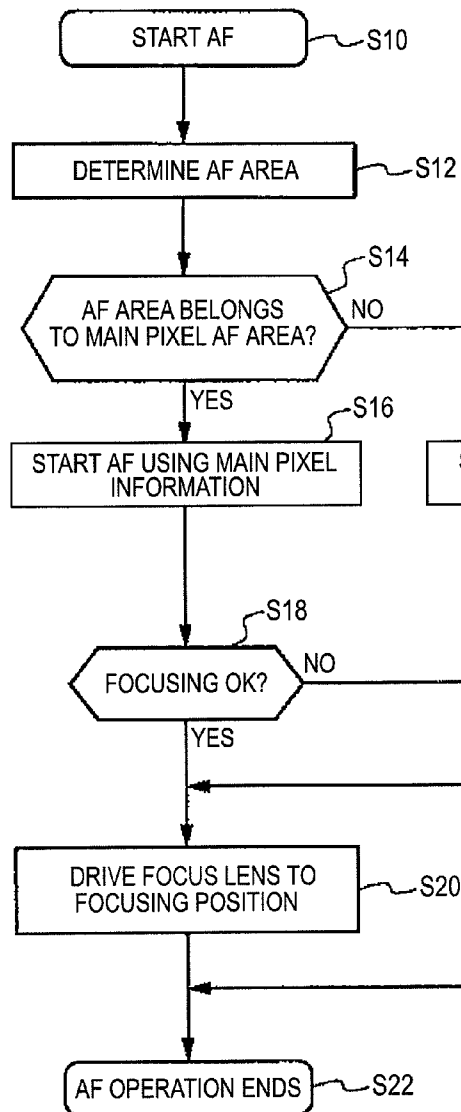 START AF
S10
DETERMINE AF AREA
S12
S14
AF AREA BELONGS
TO MAIN PIXEL AF AREA?
NO
YES
S16
START AF USING MAIN PIXEL
INFORMATION
S
S18
FOCUSING OK?
NO
YES
DRIVE FOCUS LENS TO
FOCUSING POSITION
S20
AF OPERATION ENDS
S22